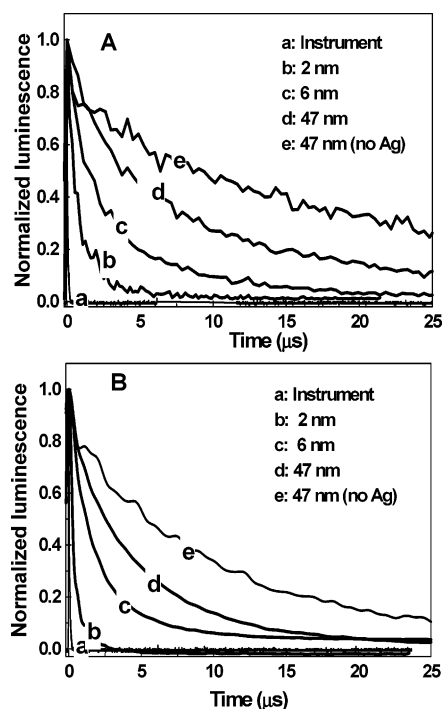 A
a: Instrument
b: 2 nm
c: 6 nm
d: 47 nm
e: 47 nm (no Ag)
Normalized luminescence
1.0
0.8
0.6
0.4
0.2
0.0
e
d
c
b
a
0 5 10 15 20 25
Time (μs)
B
a: Instrument
b: 2 nm
c: 6 nm
d: 47 nm
e: 47 nm (no Ag)
Normalized luminescence
1.0
0.8
0.6
0.4
0.2
0.0
e
d
c
b
a
0 5 10 15 20 25
Time (μs)